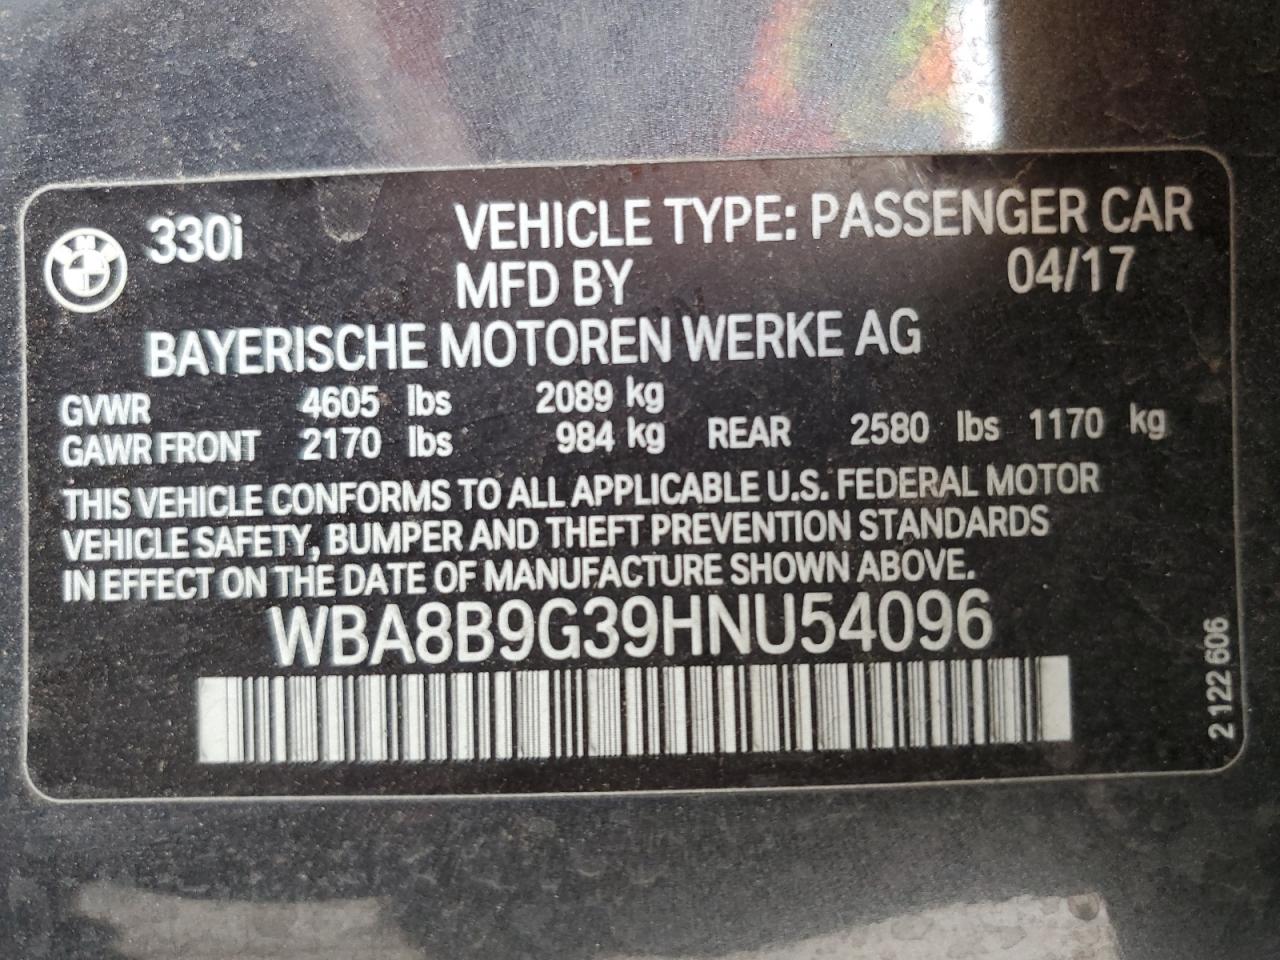 330i VEHICLE TYPE: PASSENGER CAR
MFD BY 04/17
BAYERISCHE MOTOREN WERKE AG
GVWR 4605 lbs 2089 kg
GAWR FRONT 2170 lbs 984 kg REAR 2580 lbs 1170 kg
THIS VEHICLE CONFORMS TO ALL APPLICABLE U.S. FEDERAL MOTOR
VEHICLE SAFETY, BUMPER AND THEFT PREVENTION STANDARDS
IN EFFECT ON THE DATE OF MANUFACTURE SHOWN ABOVE.
WBA8B9G39HNU54096
2 122 606